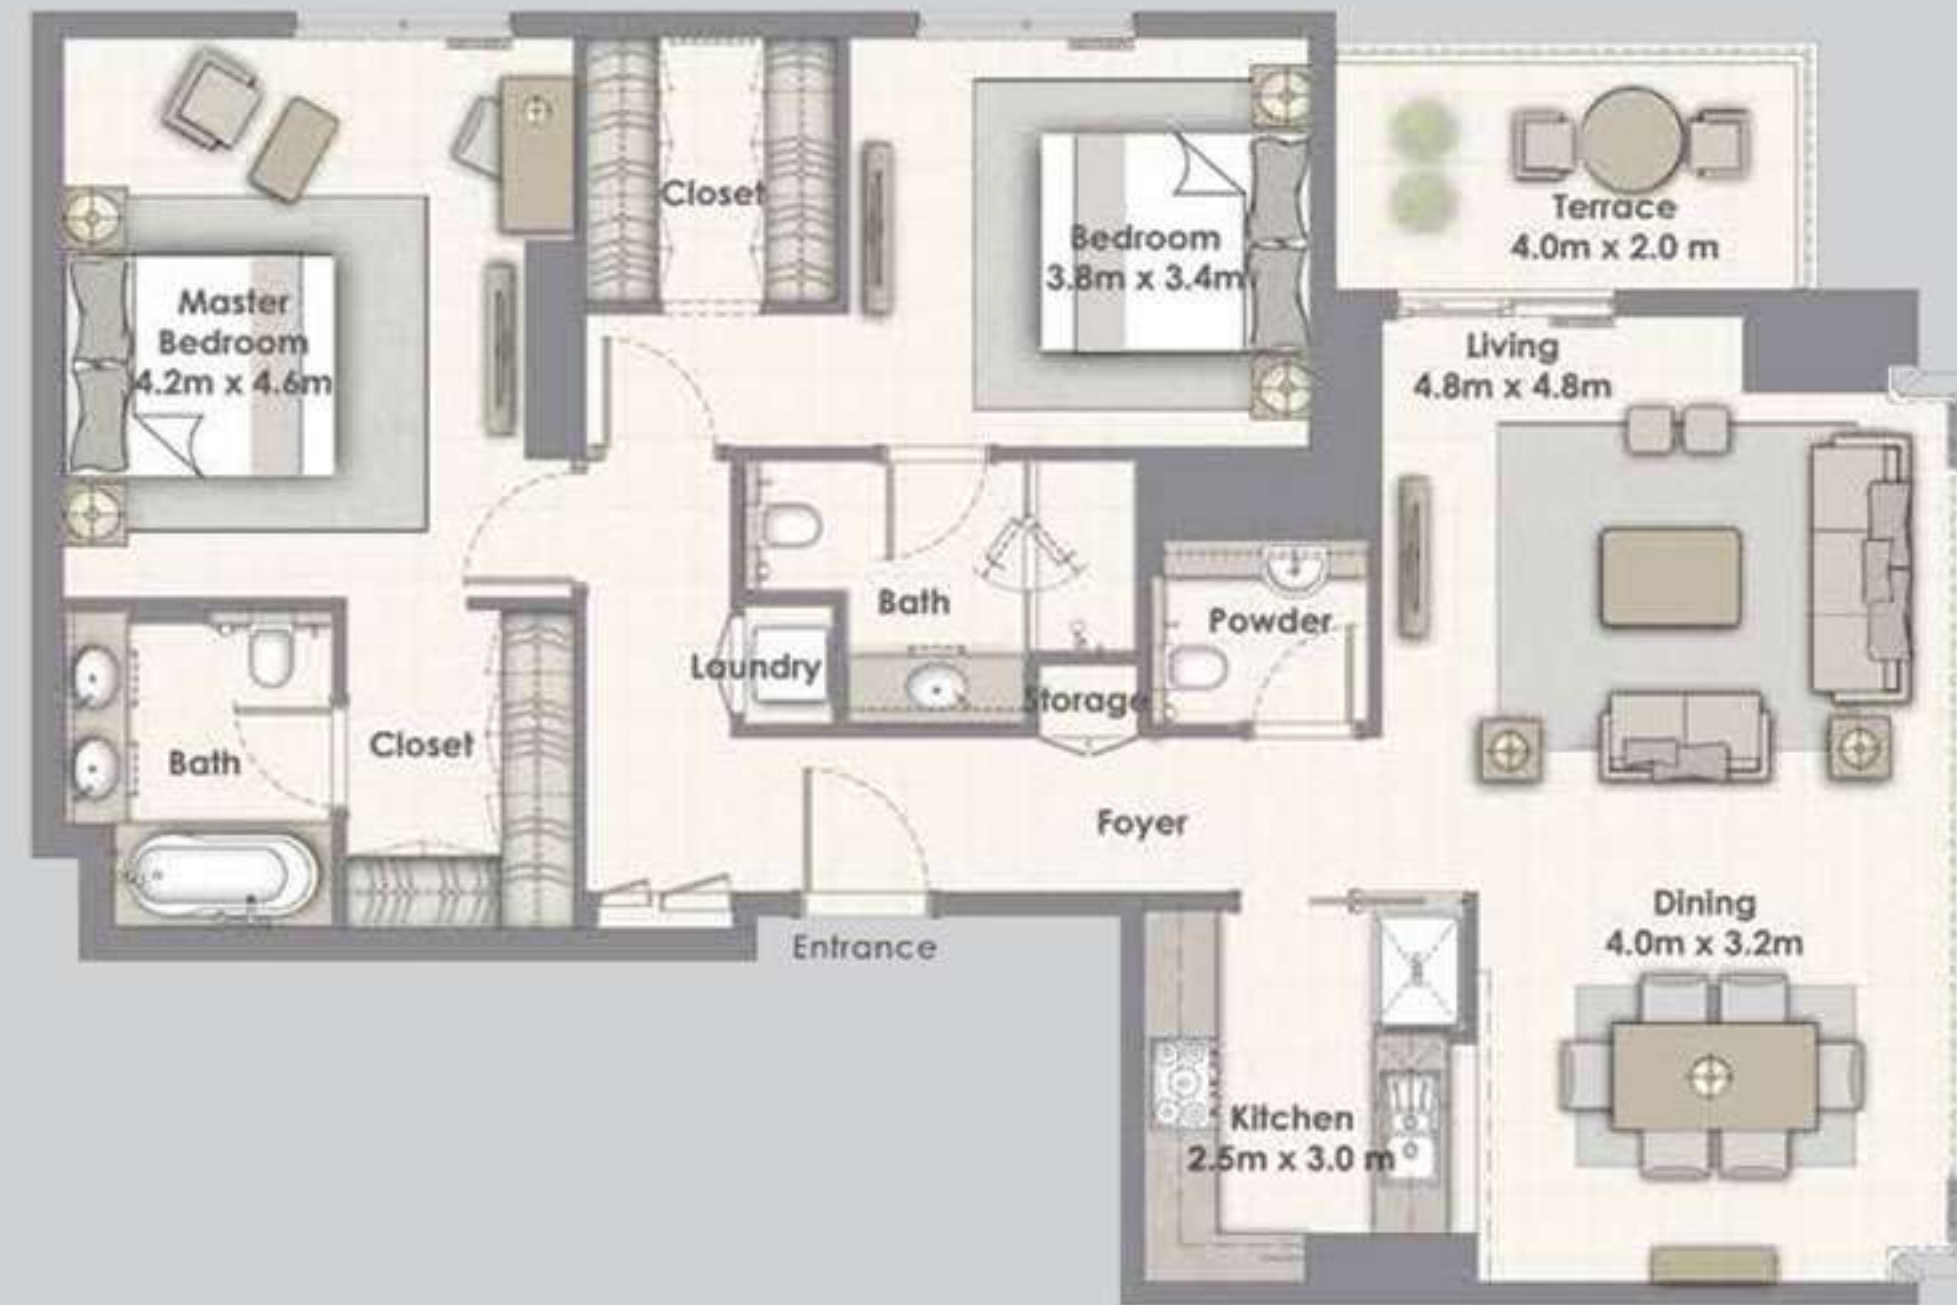 Closet
Bedroom
3.8m x 3.4m
Terrace
4.0m x 2.0 m
Master
Bedroom
4.2m x 4.6m
Living
4.8m x 4.8m
Bath
Powder
Laundry
Storage
Bath
Closet
Foyer
Entrance
Dining
4.0m x 3.2m
Kitchen
2.5m x 3.0 m